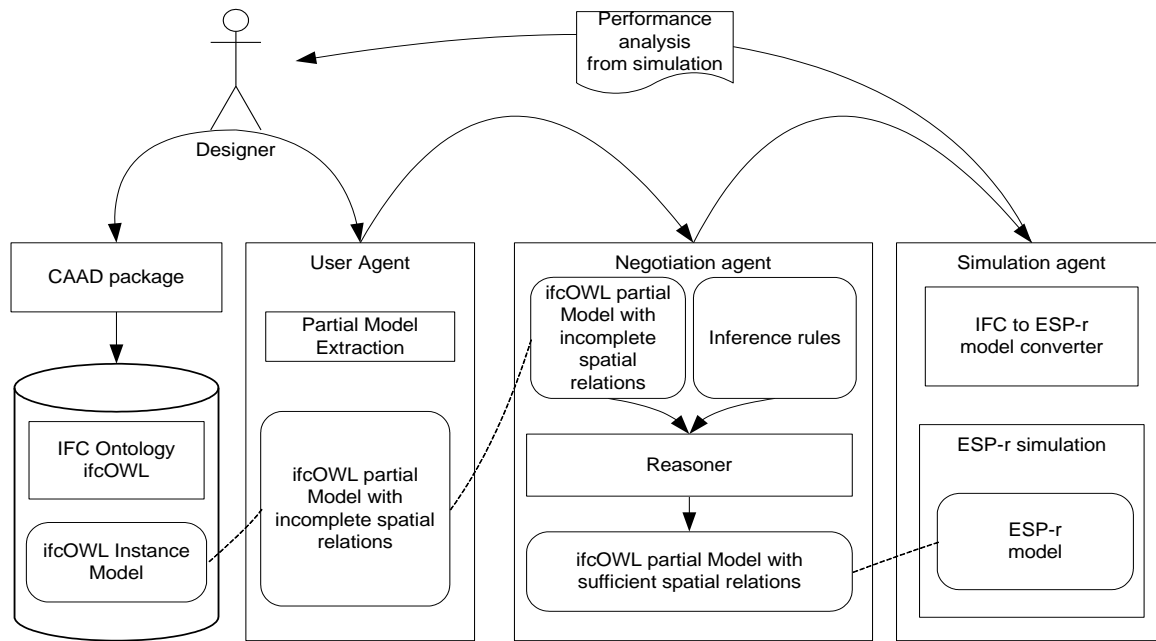 Performance
analysis
from simulation
Designer
CAAD package
IFC Ontology
ifcOWL
ifcOWL Instance
Model
User Agent
Partial Model
Extraction
ifcOWL partial
Model with
incomplete spatial
relations
Negotiation agent
ifcOWL partial
Model with
incomplete
spatial
relations
Inference rules
Reasoner
ifcOWL partial Model with
sufficient spatial relations
Simulation agent
IFC to ESP-r
model converter
ESP-r simulation
ESP-r
model